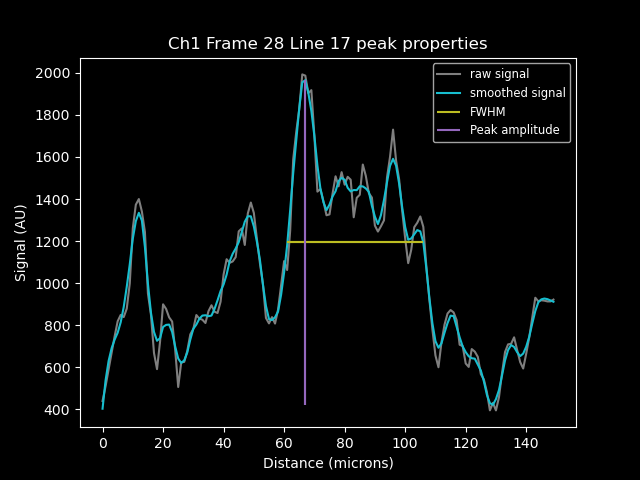 Ch1 Frame 28 Line 17 peak properties
raw signal
smoothed signal
FWHM
Peak amplitude
Signal (AU)
2000
1800
1600
1400
1200
1000
800
600
400
0 20 40 60 80 100 120 140
Distance (microns)